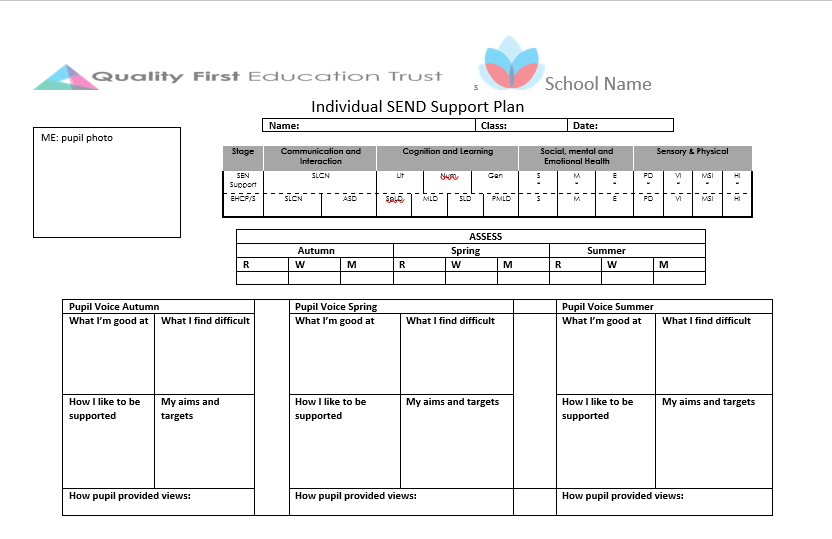 Quality First Education Trust
s School Name
Individual SEND Support Plan
Name: Class: Date:
ME: pupil photo
Stage Communication and Interaction Cognition and Learning Social, mental and Emotional Health Sensory & Physical
SEN Support SLCN Lit Num Gen S M E PD VI MSI HI
EHCP/S SLCN ASD SpLD MLD SLD PMLD S M E PD VI MSI HI
ASSESS
Autumn Spring Summer
R W M R W M R W M
Pupil Voice Autumn Pupil Voice Spring Pupil Voice Summer
What I'm good at What I find difficult What I'm good at What I find difficult What I'm good at What I find difficult
How I like to be supported My aims and targets How I like to be supported My aims and targets How I like to be supported My aims and targets
How pupil provided views: How pupil provided views: How pupil provided views: